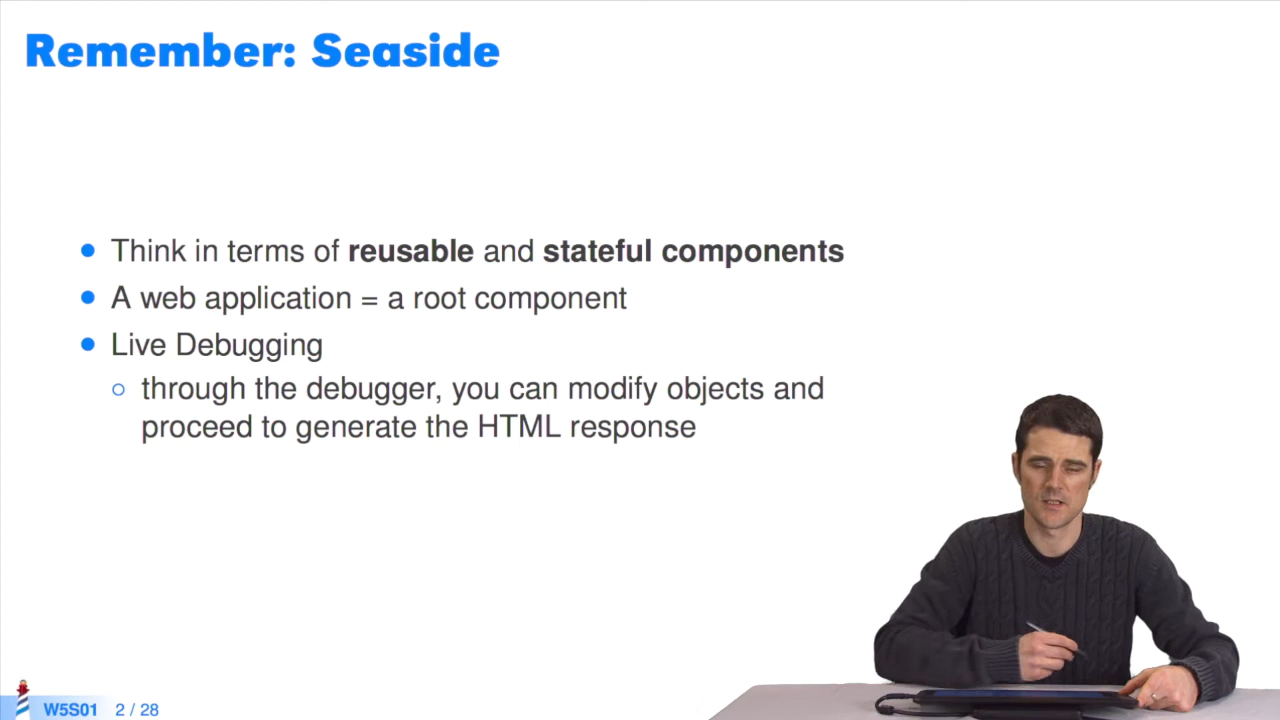 Remember: Seaside
Think in terms of reusable and stateful components
A web application = a root component
Live Debugging
through the debugger, you can modify objects and
proceed to generate the HTML response
W5S01 2 / 28